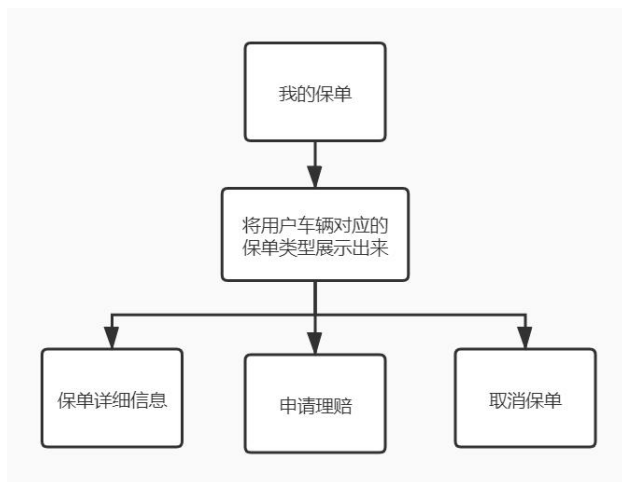 我的保单
将用户车辆对应的
保单类型展示出来
保单详细信息
申请理赔
取消保单